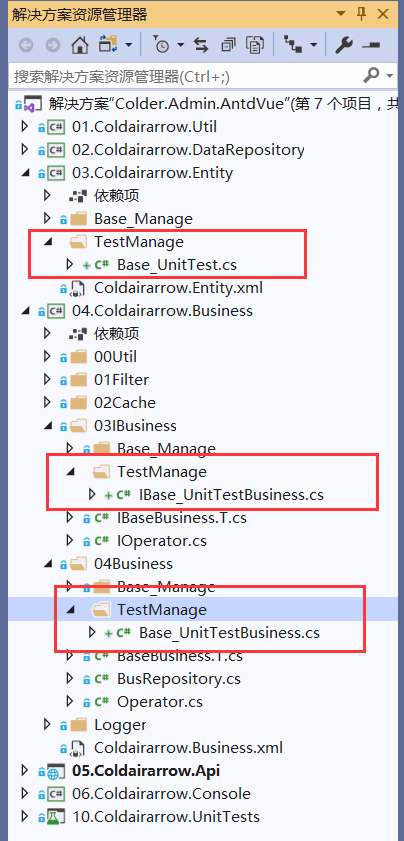 解决方案资源管理器
搜索解决方案资源管理器(Ctrl+;)
解决方案"Colder.Admin.AntdVue"(第 7 个项目，共
01.Coldairarrow.Util
02.Coldairarrow.DataRepository
03.Coldairarrow.Entity
依赖项
Base_Manage
TestManage
Base_UnitTest.cs
Coldairarrow.Entity.xml
04.Coldairarrow.Business
依赖项
00Util
01Filter
02Cache
03IBusiness
Base_Manage
TestManage
IBase_UnitTestBusiness.cs
IBaseBusiness.T.cs
IOperator.cs
04Business
Base_Manage
TestManage
Base_UnitTestBusiness.cs
BaseBusiness.T.cs
BusRepository.cs
Operator.cs
Logger
Coldairarrow.Business.xml
05.Coldairarrow.Api
06.Coldairarrow.Console
10.Coldairarrow.UnitTests